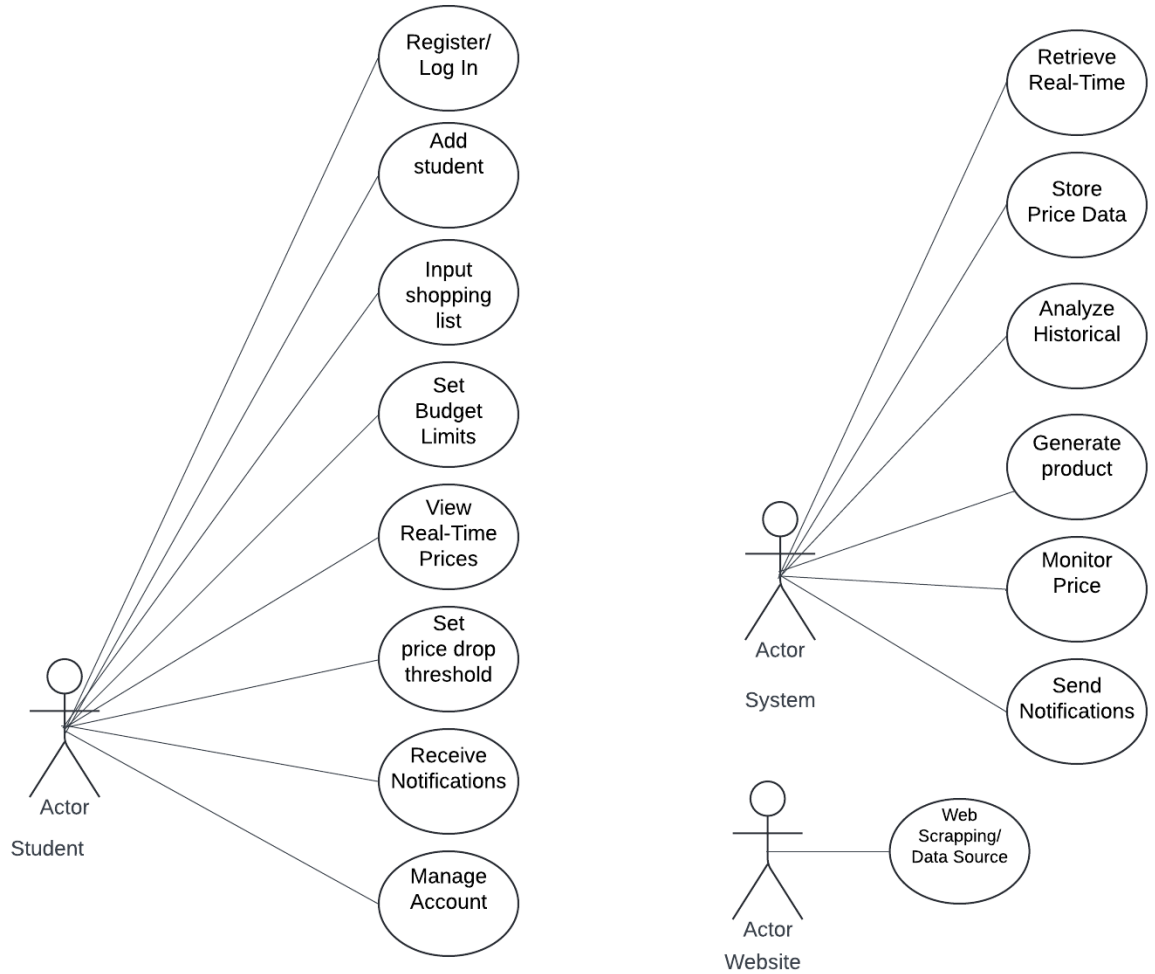 Register/
Log In
Add
student
Input
shopping
list
Set
Budget
Limits
View
Real-Time
Prices
Set
price drop
threshold
Receive
Notifications
Manage
Account
Actor
Student
Retrieve
Real-Time
Store
Price Data
Analyze
Historical
Generate
product
Monitor
Price
Send
Notifications
Actor
System
Web
Scrapping/
Data Source
Actor
Website